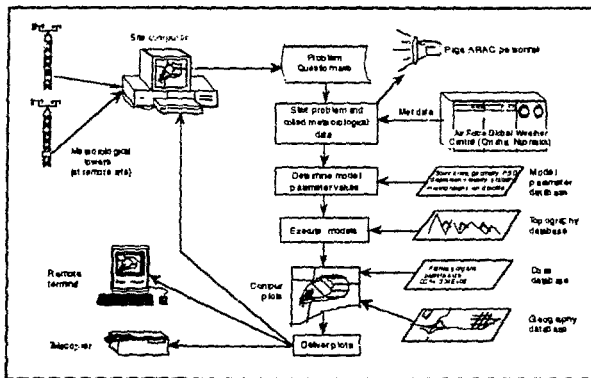 Site computer
Problem
Questionnaire
Page ARAC personnel
Start problem and
collect meteorological
data
Met data
Air Force Global Weather
Centre (Omaha, Nebraska)
Meteorological
towers
(at remote site)
Determine model
parameter values
Model
parameter
database
Execute models
Topography
database
Remote
terminal
Contour
plots
Dose
database
Geography
database
Telecopier
Deliver plots